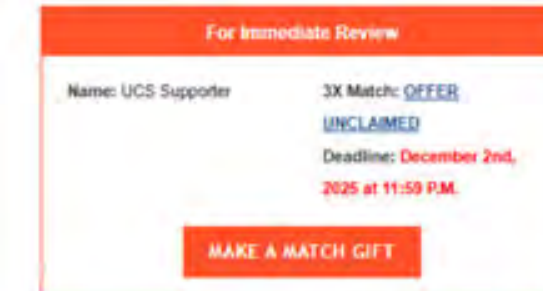 For Immediate Review
Name: UCS Supporter
3X Match: OFFER
UNCLAIMED
Deadline: December 2nd,
2025 at 11:59 P.M.
MAKE A MATCH GIFT